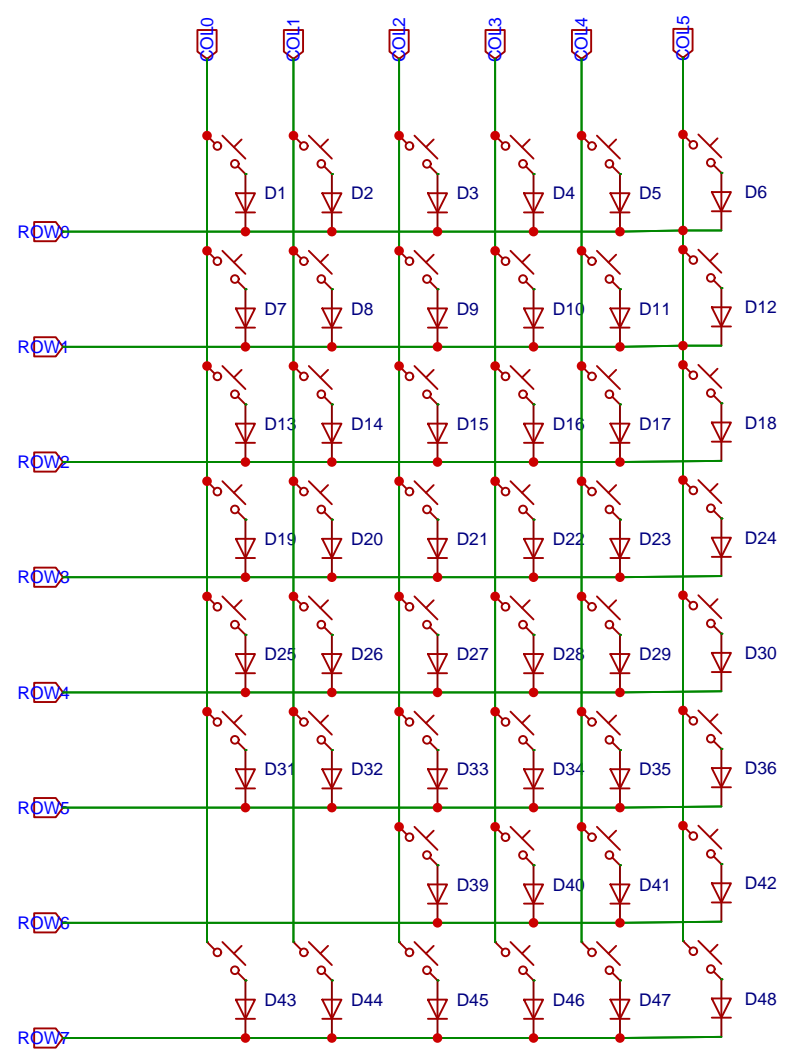 COL0 COL1 COL2 COL3 COL4 COL5
D1 D2 D3 D4 D5 D6
ROW0
D7 D8 D9 D10 D11 D12
ROW1
D13 D14 D15 D16 D17 D18
ROW2
D19 D20 D21 D22 D23 D24
ROW3
D25 D26 D27 D28 D29 D30
ROW4
D31 D32 D33 D34 D35 D36
ROW5
D39 D40 D41 D42
ROW6
D43 D44 D45 D46 D47 D48
ROW7